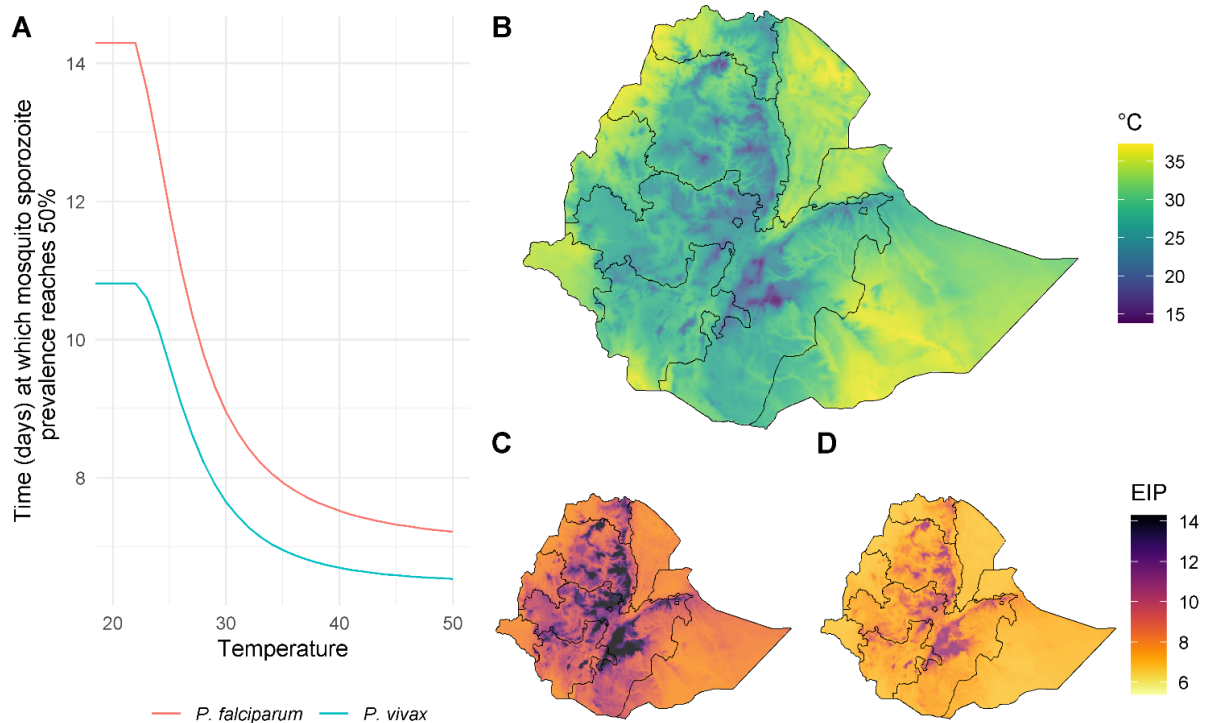 A
Time (days) at which mosquito sporozoite
prevalence reaches 50%
14
12
10
8
20
30
40
50
Temperature
P. falciparum
P. vivax
B
°C
35
30
25
20
15
C
D
EIP
14
12
10
8
6